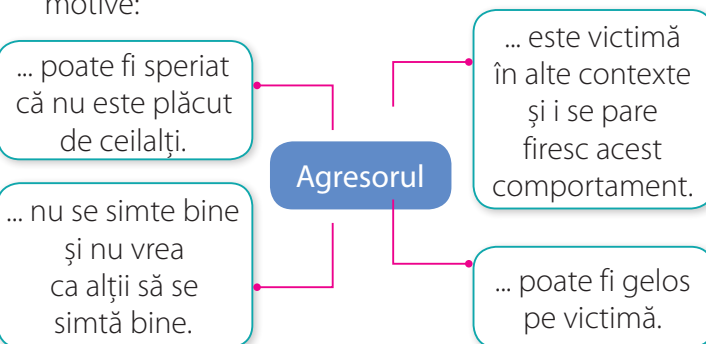 motive:
... poate fi speriat
că nu este plăcut
de ceilalți.
... este victimă
în alte contexte
și i se pare
firesc acest
comportament.
Agresorul
... nu se simte bine
și nu vrea
ca alții să se
simtă bine.
... poate fi gelos
pe victimă.